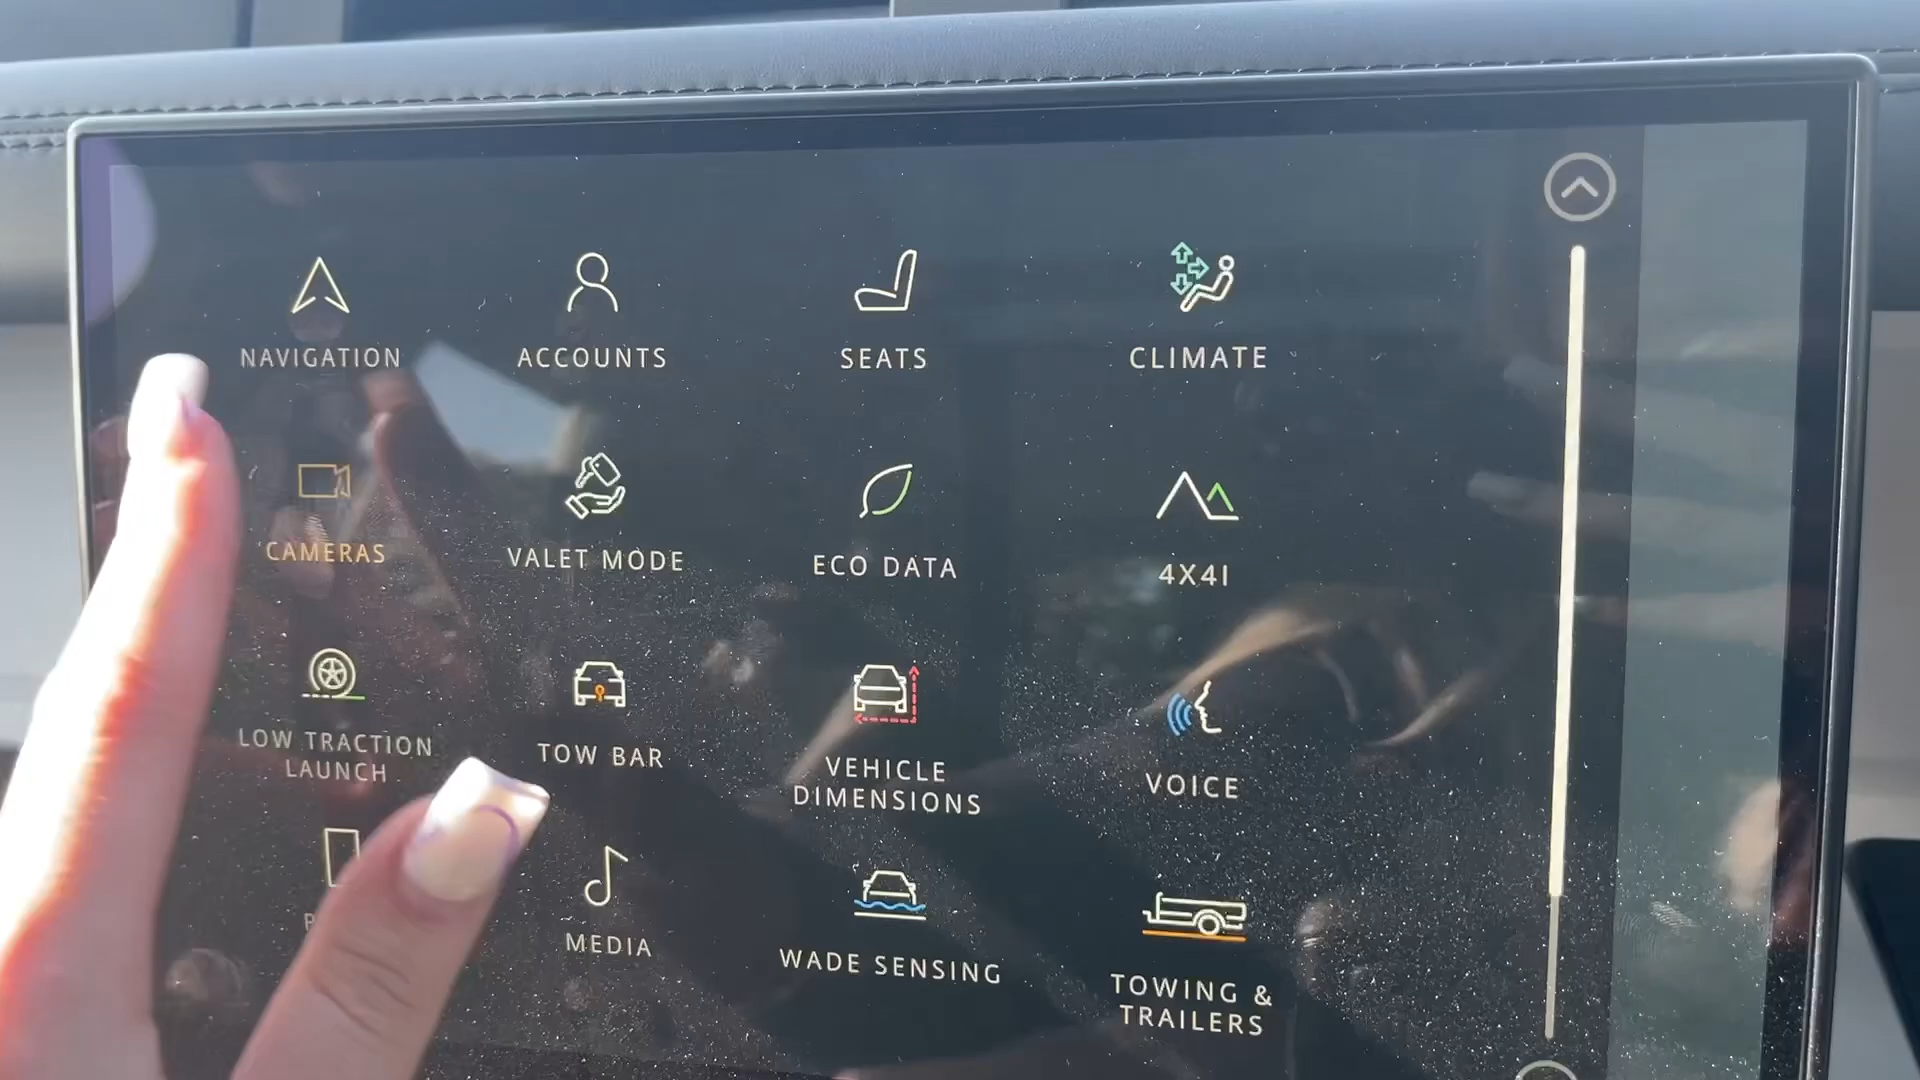 NAVIGATION
ACCOUNTS
SEATS
CLIMATE
CAMERAS
VALET MODE
ECO DATA
4X4I
LOW TRACTION
LAUNCH
TOW BAR
VEHICLE
DIMENSIONS
VOICE
MEDIA
WADE SENSING
TOWING &
TRAILERS